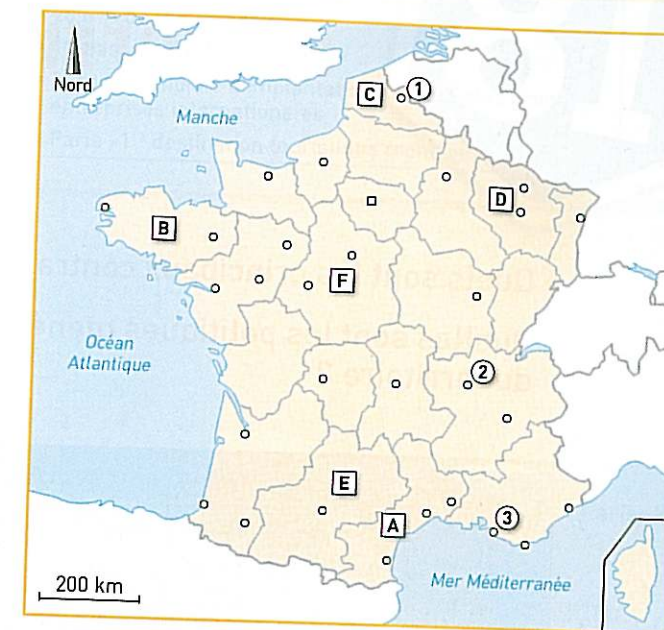 Nord
Manche
C
1
D
B
F
Océan
Atlantique
2
E
A
3
200 km
Mer Méditerranée